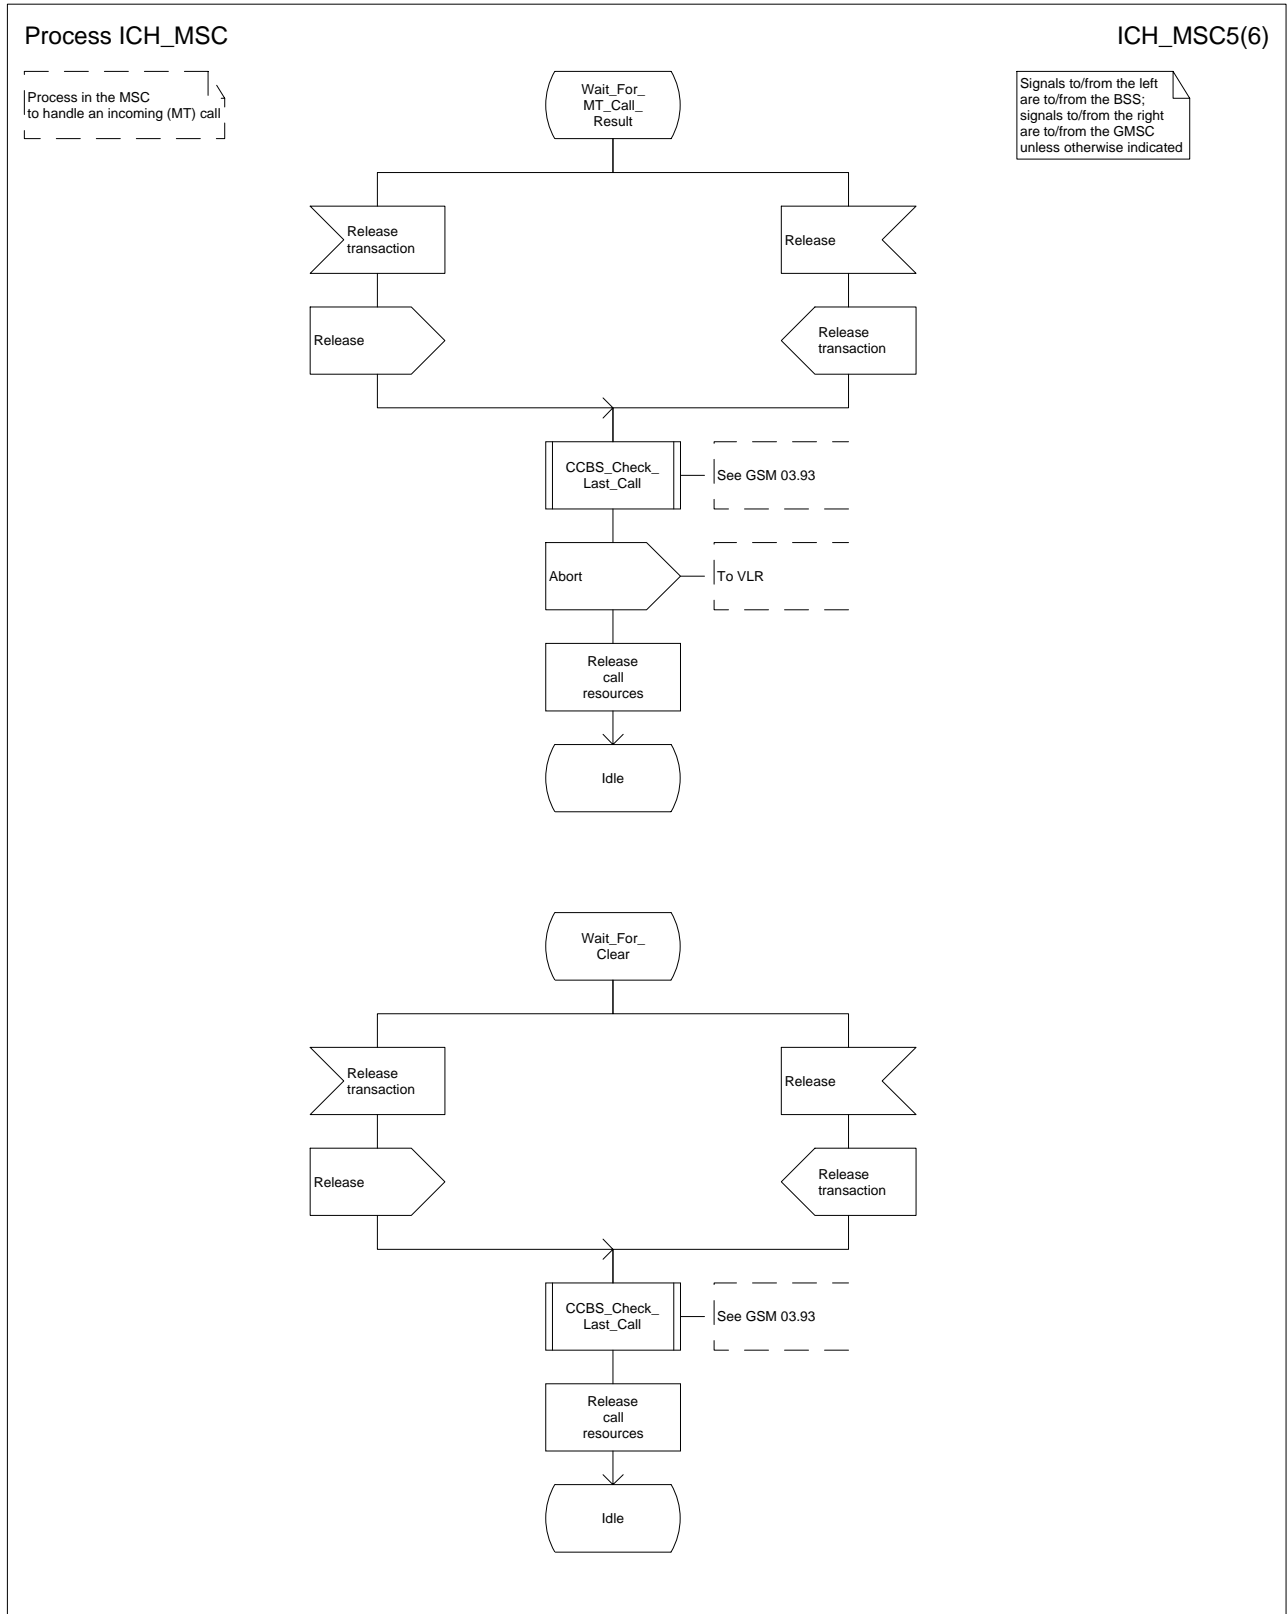 Process ICH_MSC
ICH_MSC5(6)
Process in the MSC
to handle an incoming (MT) call
Signals to/from the left
are to/from the BSS;
signals to/from the right
are to/from the GMSC
unless otherwise indicated
Wait_For_
MT_Call_
Result
Release
transaction
Release
Release
Release
transaction
CCBS_Check_
Last_Call
See GSM 03.93
Abort
To VLR
Release
call
resources
Idle
Wait_For_
Clear
Release
transaction
Release
Release
Release
transaction
CCBS_Check_
Last_Call
See GSM 03.93
Release
call
resources
Idle